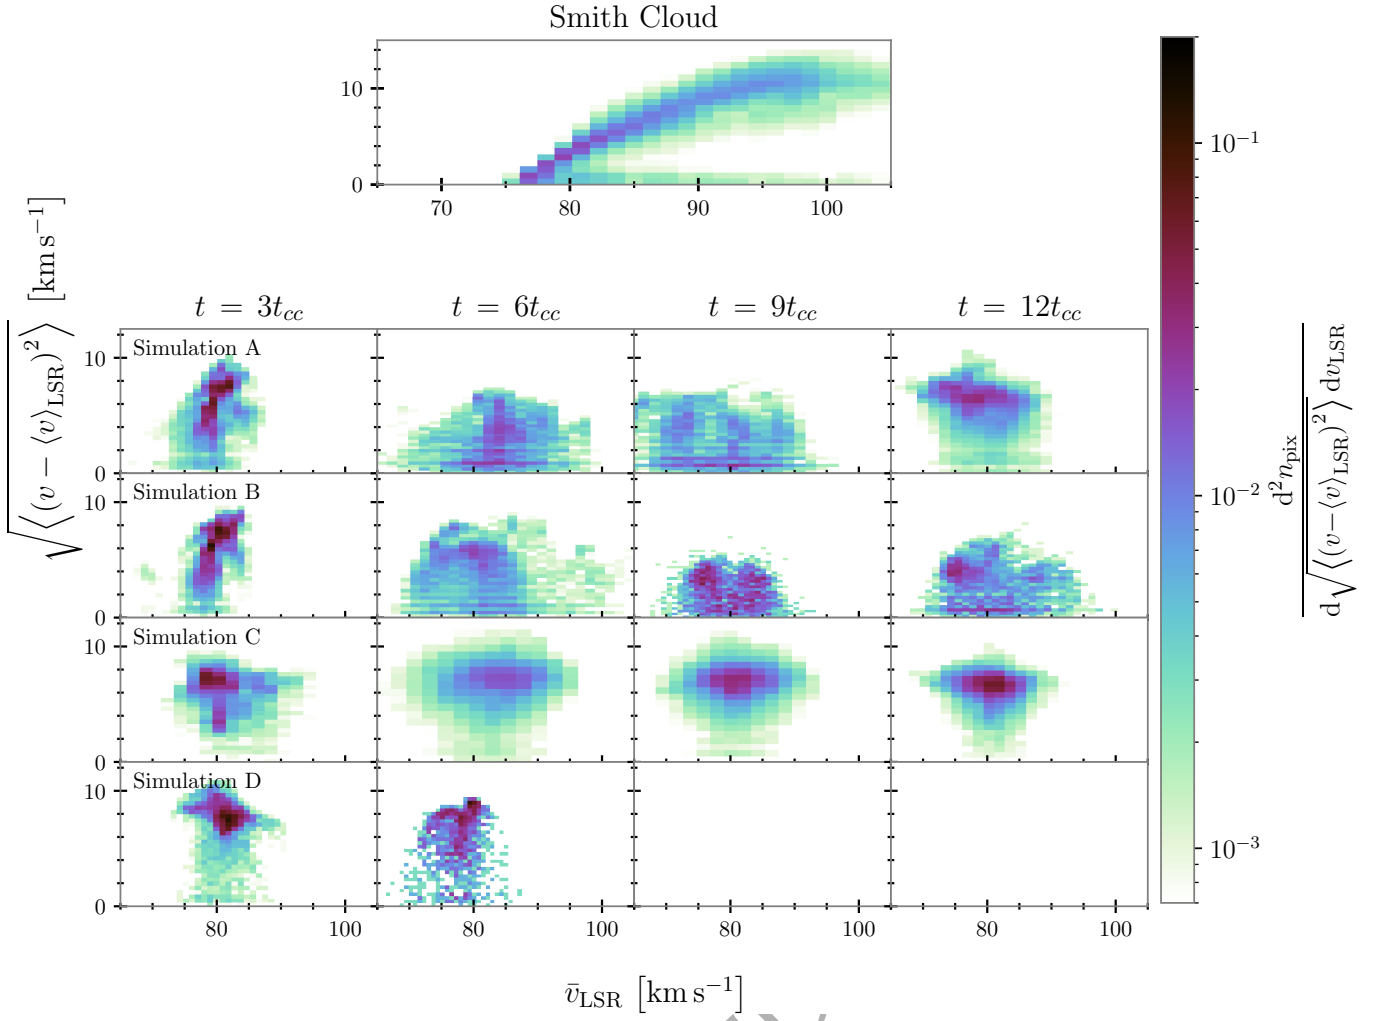 Smith Cloud
10
0
70 80 90 100
t = 3t_cc t = 6t_cc t = 9t_cc t = 12t_cc
Simulation A
10
0
Simulation B
10
0
Simulation C
10
0
Simulation D
10
0
80 100 80 100 80 100 80 100
v̄_LSR [km s⁻¹]
√⟨(v − ⟨v⟩_LSR)²⟩ [km s⁻¹]
10⁻¹
10⁻²
10⁻³
d²n_pix
d√⟨(v−⟨v⟩_LSR)²⟩ dv_LSR